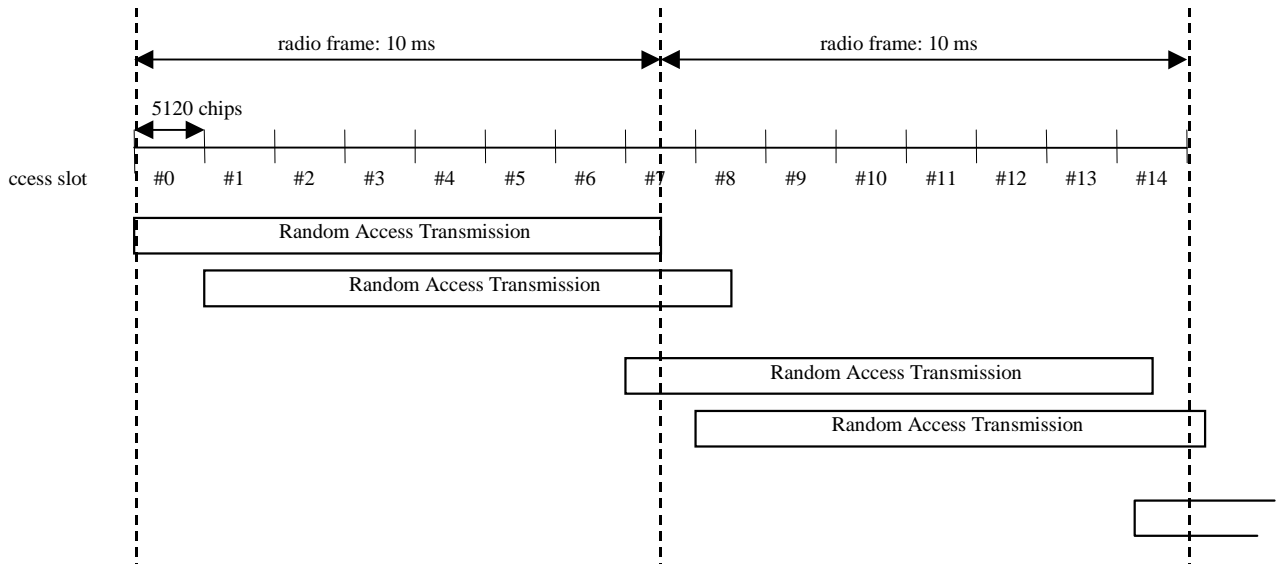 radio frame: 10 ms radio frame: 10 ms
5120 chips
ccess slot #0 #1 #2 #3 #4 #5 #6 #7 #8 #9 #10 #11 #12 #13 #14
Random Access Transmission
Random Access Transmission
Random Access Transmission
Random Access Transmission